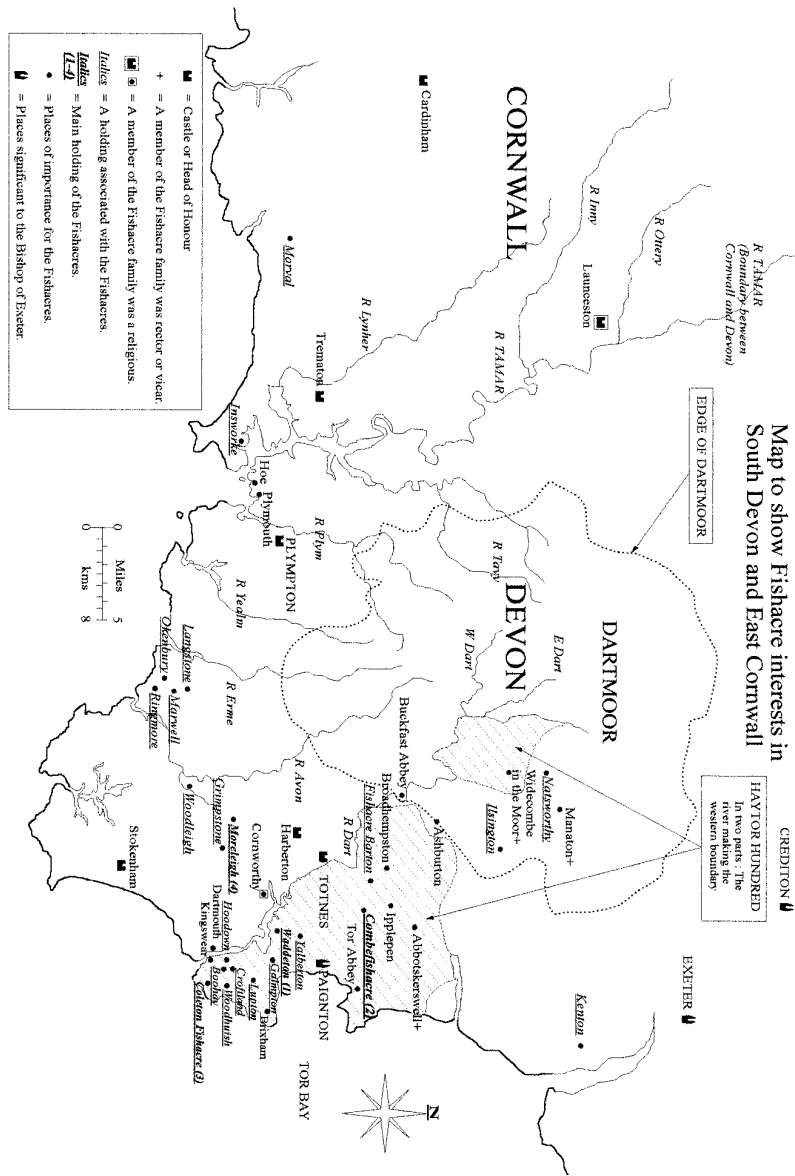 Map to show Fishacre interests in
South Devon and East Cornwall
R TAMAR
(Boundary between
Cornwall and Devon)
EDGE OF DARTMOOR
CREDITON
HAYTOR HUNDRED
In two parts : The
river making the
western boundary
EXETER
R Ottery
R Inny
Launceston
CORNWALL
Cardinham
R TAMAR
R Lynher
Trematon
Morval
Insworke
Hoe
Plymouth
PLYMPTON
R Plym
R Tavy
DEVON
DARTMOOR
E Dart
W Dart
R Yealm
R Erme
R Avon
Langstone
Okenbury
Marwell
Ringmore
Buckfast Abbey
Manaton+
Natsworthy
Widecombe
in the Moor+
Ilsington
Kenton
Ashburton
Broadhempston
Fishacre Barton
R Dart
Abbotskerswell+
Ipplepen
Combefishacre (2)
Tor Abbey
TOTNES
PAIGNTON
Harberton
Cornworthy
Yalberton
Waddeton (1)
Galmpton
Brixham
TOR BAY
Lupton
Croftland
Woodhuish
Boohay
Coleton Fishacre (3)
Hoodown
Dartmouth
Kingswear
Moreleigh (4)
Grimpstone
Woodleigh
Stokenham
N
0 Miles 5
0 kms 8
= Castle or Head of Honour
+ = A member of the Fishacre family was rector or vicar.
= A member of the Fishacre family was a religious.
Italics = A holding associated with the Fishacres.
Italics
(1-4) = Main holding of the Fishacres.
• = Places of importance for the Fishacres.
= Places significant to the Bishop of Exeter.